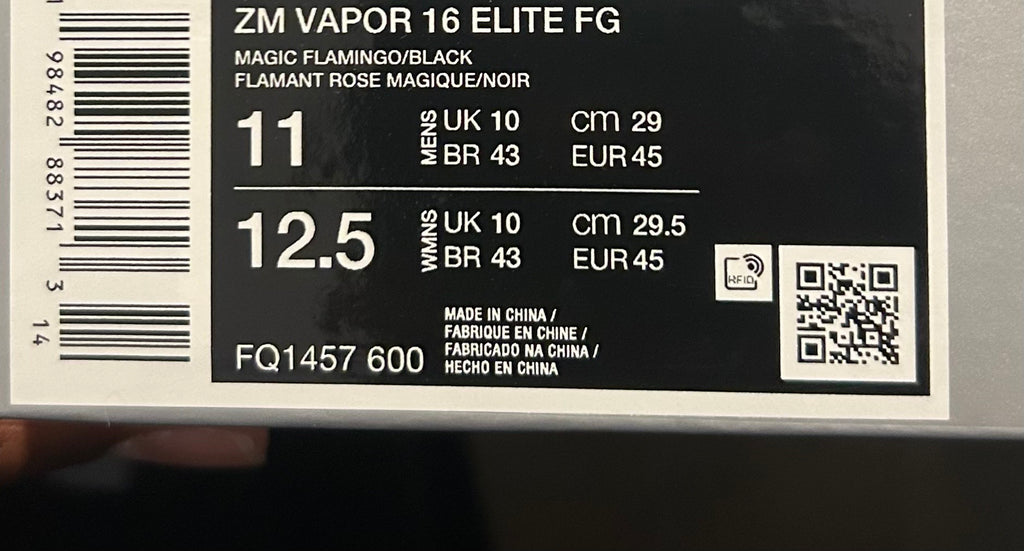 ZM VAPOR 16 ELITE FG
MAGIC FLAMINGO/BLACK
FLAMANT ROSE MAGIQUE/NOIR
11 MENS UK 10 cm 29
BR 43 EUR 45
12.5 WMNS UK 10 cm 29.5
BR 43 EUR 45
RFID
MADE IN CHINA /
FABRIQUE EN CHINE /
FABRICADO NA CHINA /
HECHO EN CHINA
FQ1457 600
98482 88371 3
14